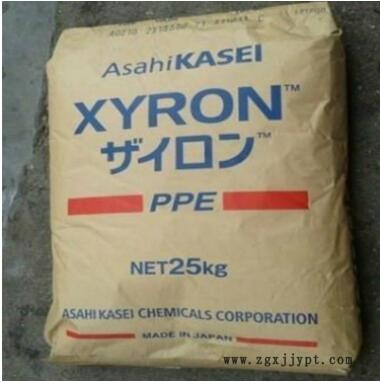 AsahiKASEI
XYRON™
ザイロン™
PPE
NET25kg
ASAHI KASEI CHEMICALS CORPORATION
MADE IN JAPAN
www.zgxjjypt.com